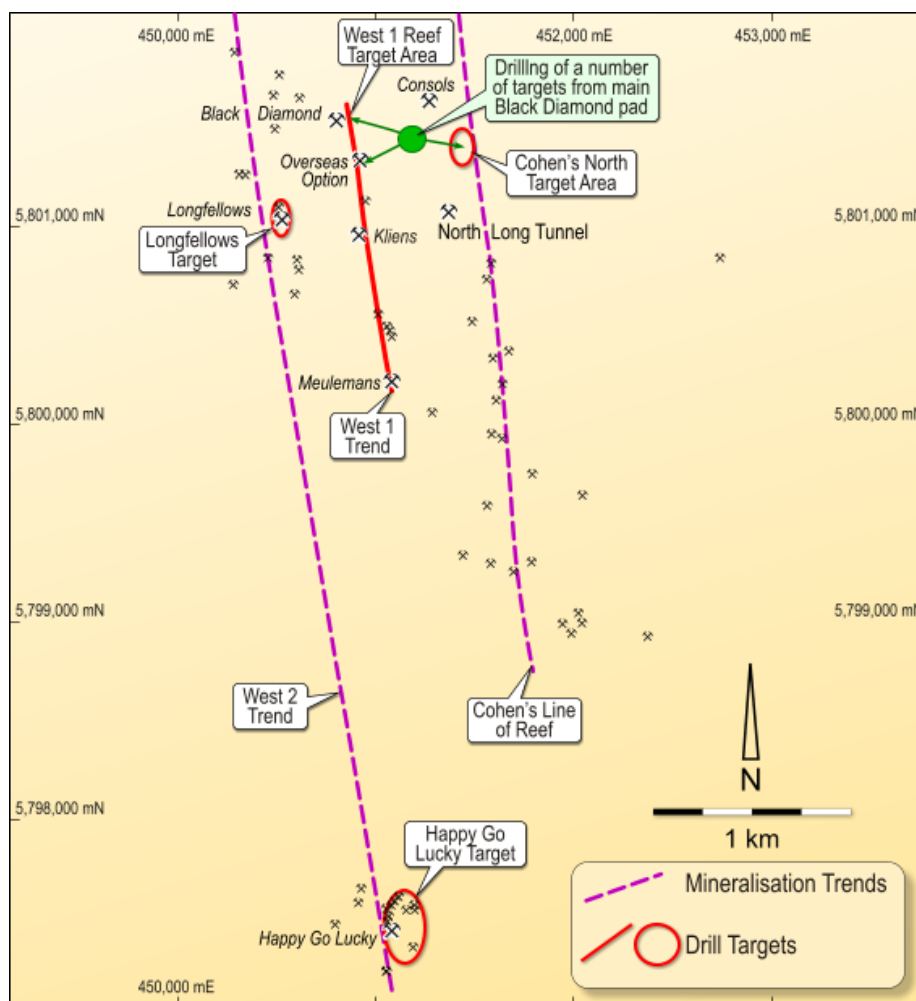 450,000 mE
West 1 Reef
Target Area
452,000 mE
453,000 mE
Consols
Drilling of a number
of targets from main
Black Diamond pad
Black Diamond
Overseas
Option
Cohen's North
Target Area
5,801,000 mN
Longfellows
Longfellows
Target
Kliens
North Long Tunnel
5,801,000 mN
Meulemans
5,800,000 mN
West 1
Trend
5,800,000 mN
5,799,000 mN
5,799,000 mN
West 2
Trend
Cohen's Line
of Reef
N
1 km
5,798,000 mN
Happy Go
Lucky Target
Happy Go Lucky
Mineralisation Trends
Drill Targets
450,000 mE